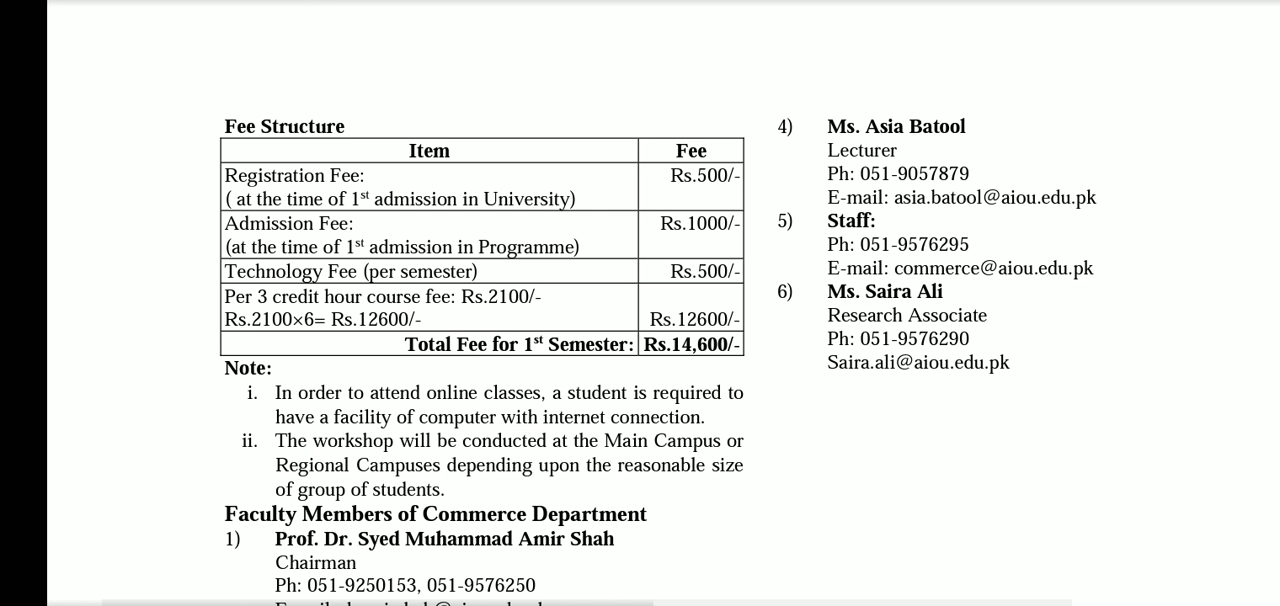 Fee Structure
Item Fee
Registration Fee: Rs.500/-
( at the time of 1st admission in University)
Admission Fee: Rs.1000/-
(at the time of 1st admission in Programme)
Technology Fee (per semester) Rs.500/-
Per 3 credit hour course fee: Rs.2100/-
Rs.2100×6= Rs.12600/- Rs.12600/-
Total Fee for 1st Semester: Rs.14,600/-
Note:
i. In order to attend online classes, a student is required to
have a facility of computer with internet connection.
ii. The workshop will be conducted at the Main Campus or
Regional Campuses depending upon the reasonable size
of group of students.
Faculty Members of Commerce Department
1) Prof. Dr. Syed Muhammad Amir Shah
Chairman
Ph: 051-9250153, 051-9576250
4) Ms. Asia Batool
Lecturer
Ph: 051-9057879
E-mail: asia.batool@aiou.edu.pk
5) Staff:
Ph: 051-9576295
E-mail: commerce@aiou.edu.pk
6) Ms. Saira Ali
Research Associate
Ph: 051-9576290
Saira.ali@aiou.edu.pk